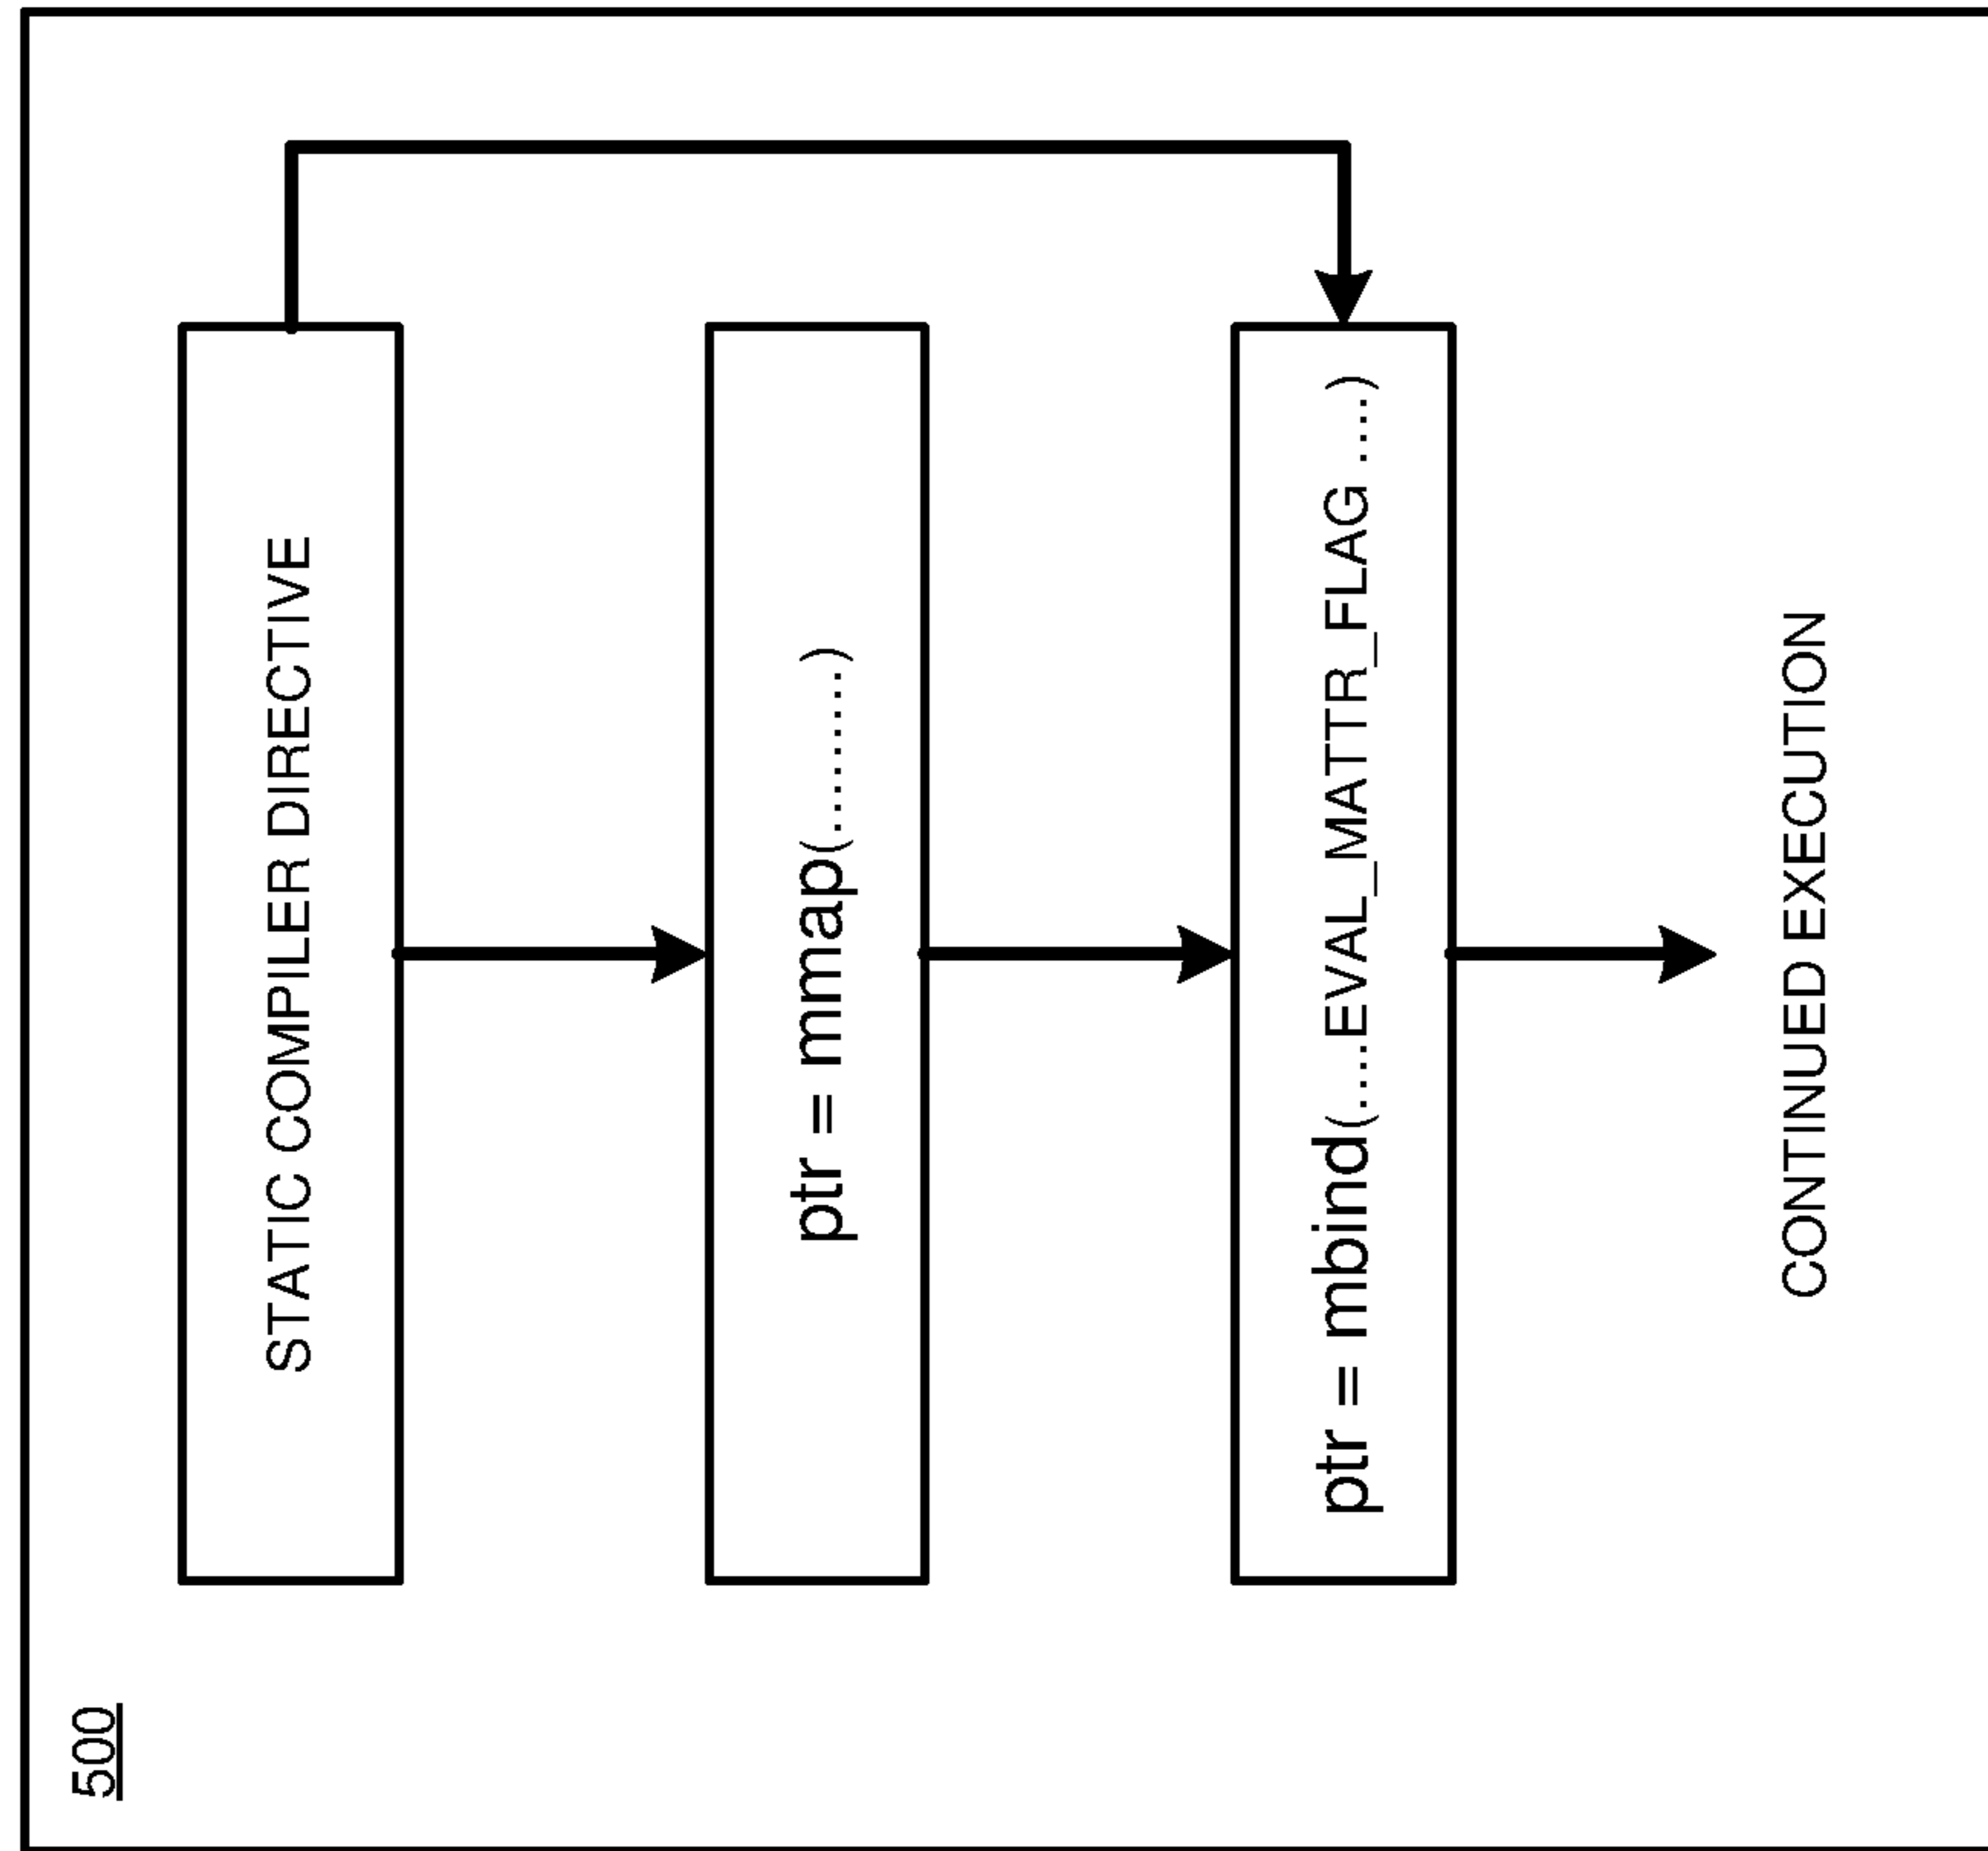 500
STATIC COMPILER DIRECTIVE
ptr = mmap(.........)
ptr = mbind(....EVAL_MATTR_FLAG ....)
CONTINUED EXECUTION